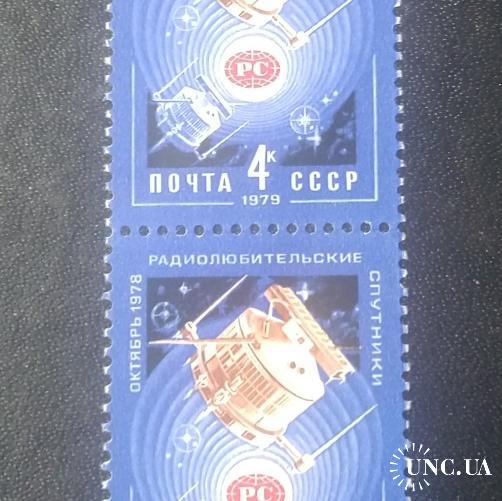 РС
ПОЧТА 4к СССР
1979
РАДИОЛЮБИТЕЛЬСКИЕ
СПУТНИКИ
ОКТЯБРЬ 1978
РС
UNC.UA